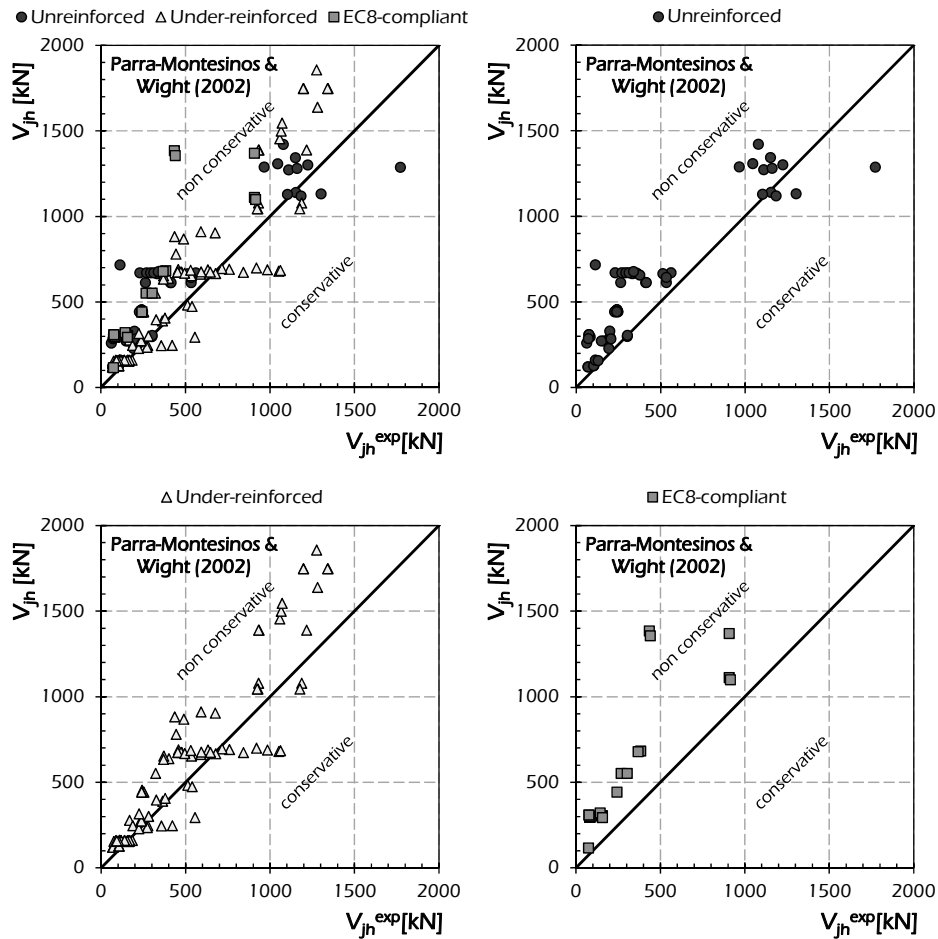 Unreinforced Under-reinforced EC8-compliant
Parra-Montesinos &
Wight (2002)
non conservative
conservative
V_jh [kN]
2000
1500
1000
500
0
0 500 1000 1500 2000
V_jh^exp[kN]
Unreinforced
Parra-Montesinos &
Wight (2002)
non conservative
conservative
V_jh [kN]
2000
1500
1000
500
0
0 500 1000 1500 2000
V_jh^exp[kN]
Under-reinforced
Parra-Montesinos &
Wight (2002)
non conservative
conservative
V_jh [kN]
2000
1500
1000
500
0
0 500 1000 1500 2000
V_jh^exp[kN]
EC8-compliant
Parra-Montesinos &
Wight (2002)
non conservative
conservative
V_jh [kN]
2000
1500
1000
500
0
0 500 1000 1500 2000
V_jh^exp[kN]